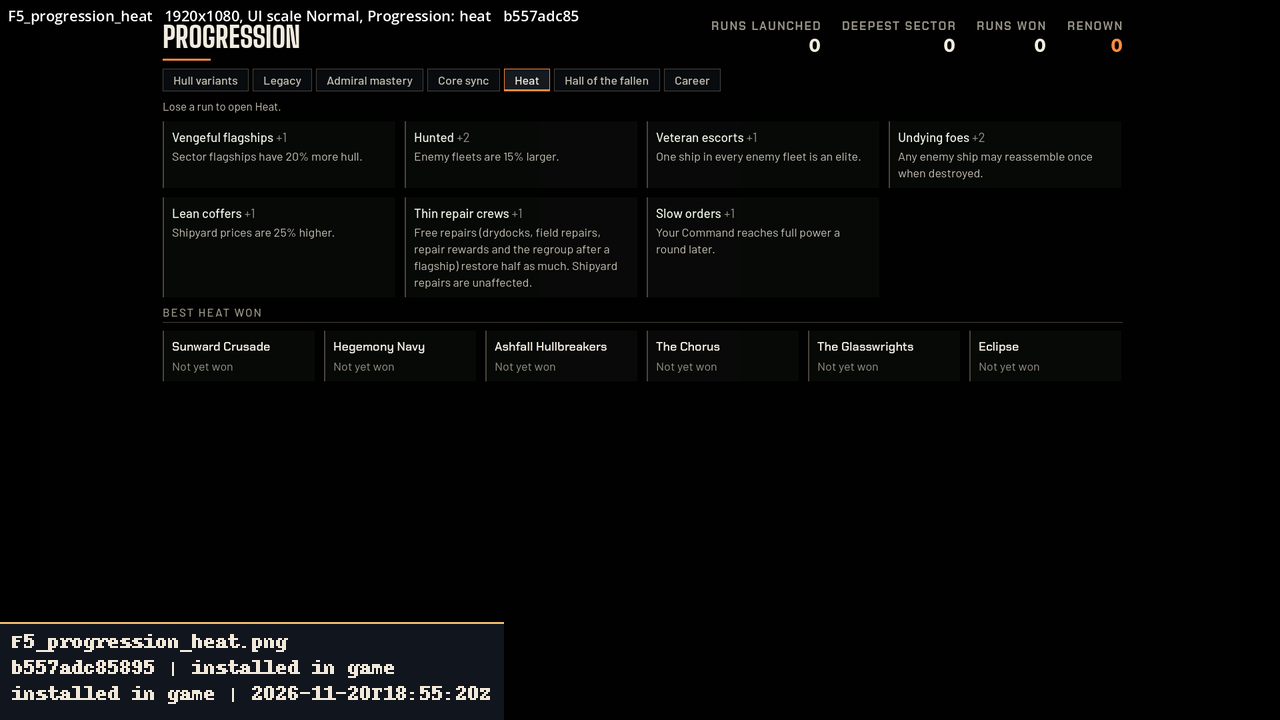 F5_progression_heat 1920x1080, UI scale Normal, Progression: heat b557adc85
PROGRESSION
RUNS LAUNCHED DEEPEST SECTOR RUNS WON RENOWN
0 0 0 0
Hull variants Legacy Admiral mastery Core sync Heat Hall of the fallen Career
Lose a run to open Heat.
Vengeful flagships +1
Sector flagships have 20% more hull.
Hunted +2
Enemy fleets are 15% larger.
Veteran escorts +1
One ship in every enemy fleet is an elite.
Undying foes +2
Any enemy ship may reassemble once
when destroyed.
Lean coffers +1
Shipyard prices are 25% higher.
Thin repair crews +1
Free repairs (drydocks, field repairs,
repair rewards and the regroup after a
flagship) restore half as much. Shipyard
repairs are unaffected.
Slow orders +1
Your Command reaches full power a
round later.
BEST HEAT WON
Sunward Crusade
Not yet won
Hegemony Navy
Not yet won
Ashfall Hullbreakers
Not yet won
The Chorus
Not yet won
The Glasswrights
Not yet won
Eclipse
Not yet won
F5_progression_heat.png
b557adc85895 | installed in game
installed in game | 2026-11-20T18:55:20Z